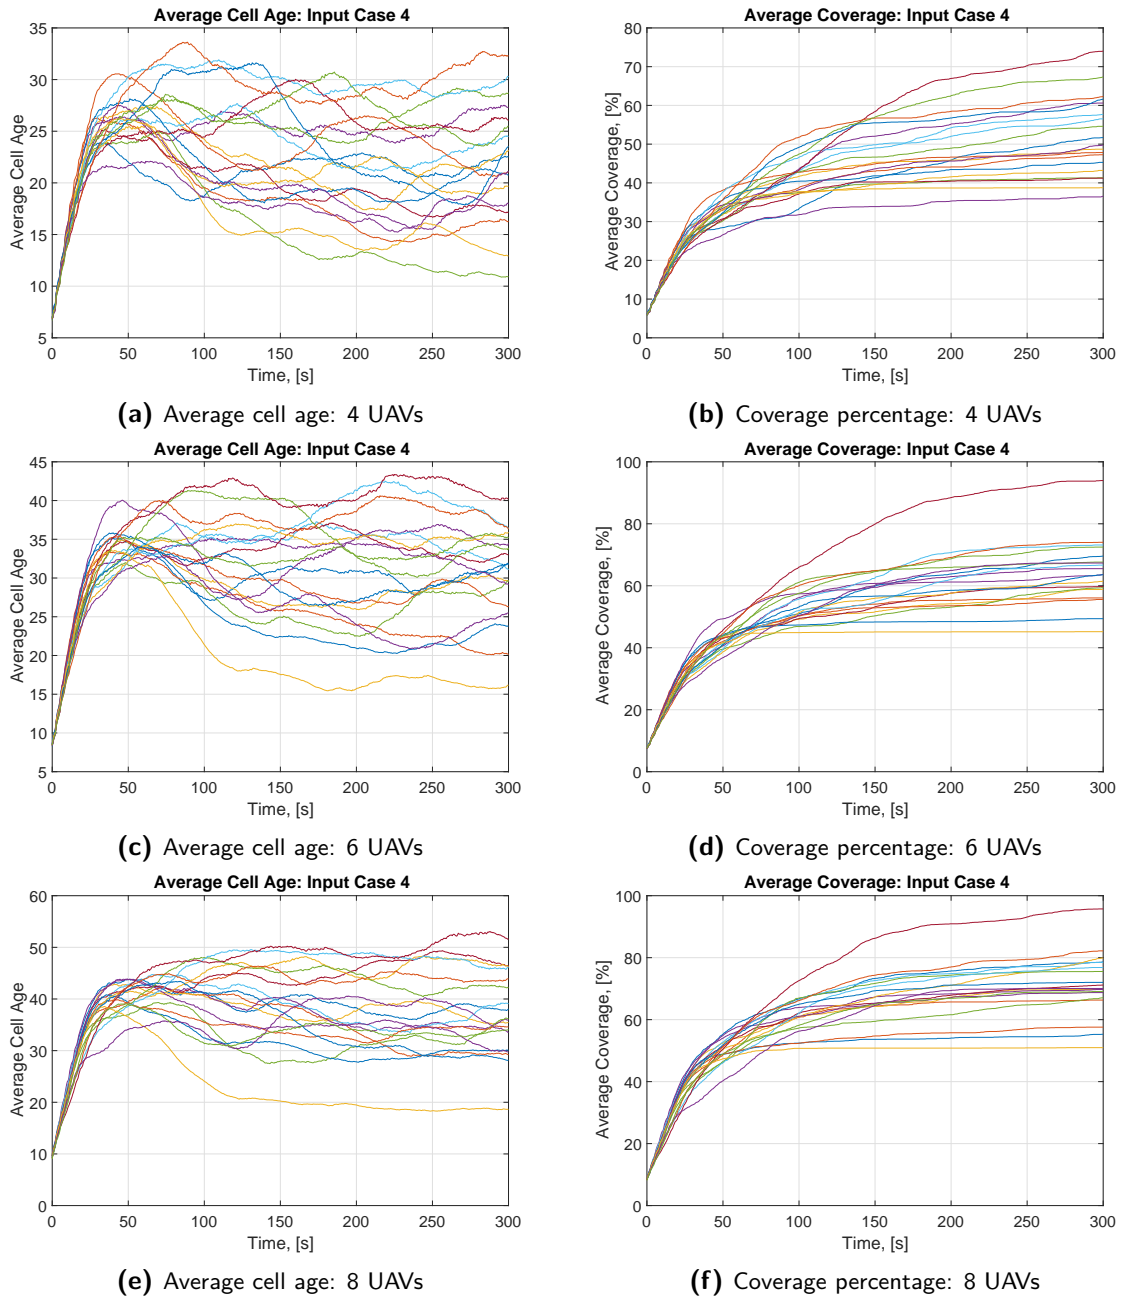 Average Cell Age: Input Case 4
Average Coverage: Input Case 4
35
30
25
20
15
10
5
Average Cell Age
0 50 100 150 200 250 300
Time, [s]
80
70
60
50
40
30
20
10
0
Average Coverage, [%]
0 50 100 150 200 250 300
Time, [s]
(a) Average cell age: 4 UAVs
(b) Coverage percentage: 4 UAVs
Average Cell Age: Input Case 4
Average Coverage: Input Case 4
45
40
35
30
25
20
15
10
5
Average Cell Age
0 50 100 150 200 250 300
Time, [s]
100
80
60
40
20
0
Average Coverage, [%]
0 50 100 150 200 250 300
Time, [s]
(c) Average cell age: 6 UAVs
(d) Coverage percentage: 6 UAVs
Average Cell Age: Input Case 4
Average Coverage: Input Case 4
60
50
40
30
20
10
0
Average Cell Age
0 50 100 150 200 250 300
Time, [s]
100
80
60
40
20
0
Average Coverage, [%]
0 50 100 150 200 250 300
Time, [s]
(e) Average cell age: 8 UAVs
(f) Coverage percentage: 8 UAVs